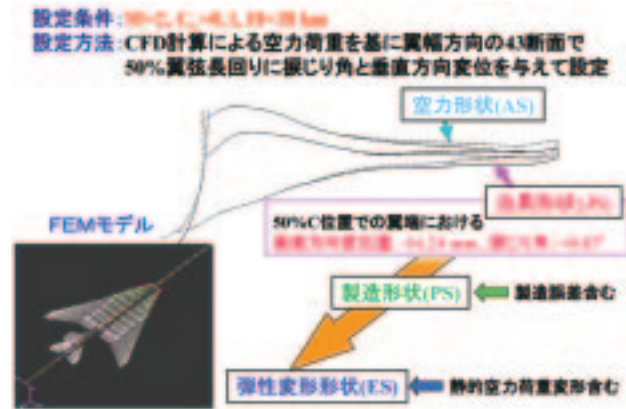 設定条件:
設定方法:CFD計算による空力荷重を基に翼幅方向の43断面で
50%翼弦長回りに捩じり角と垂直方向変位を与えて設定
空力形状(AS)
FEMモデル
50%C位置での翼端における
製造形状(PS)
製造誤差含む
弾性変形形状(ES)
静的空力荷重変形含む